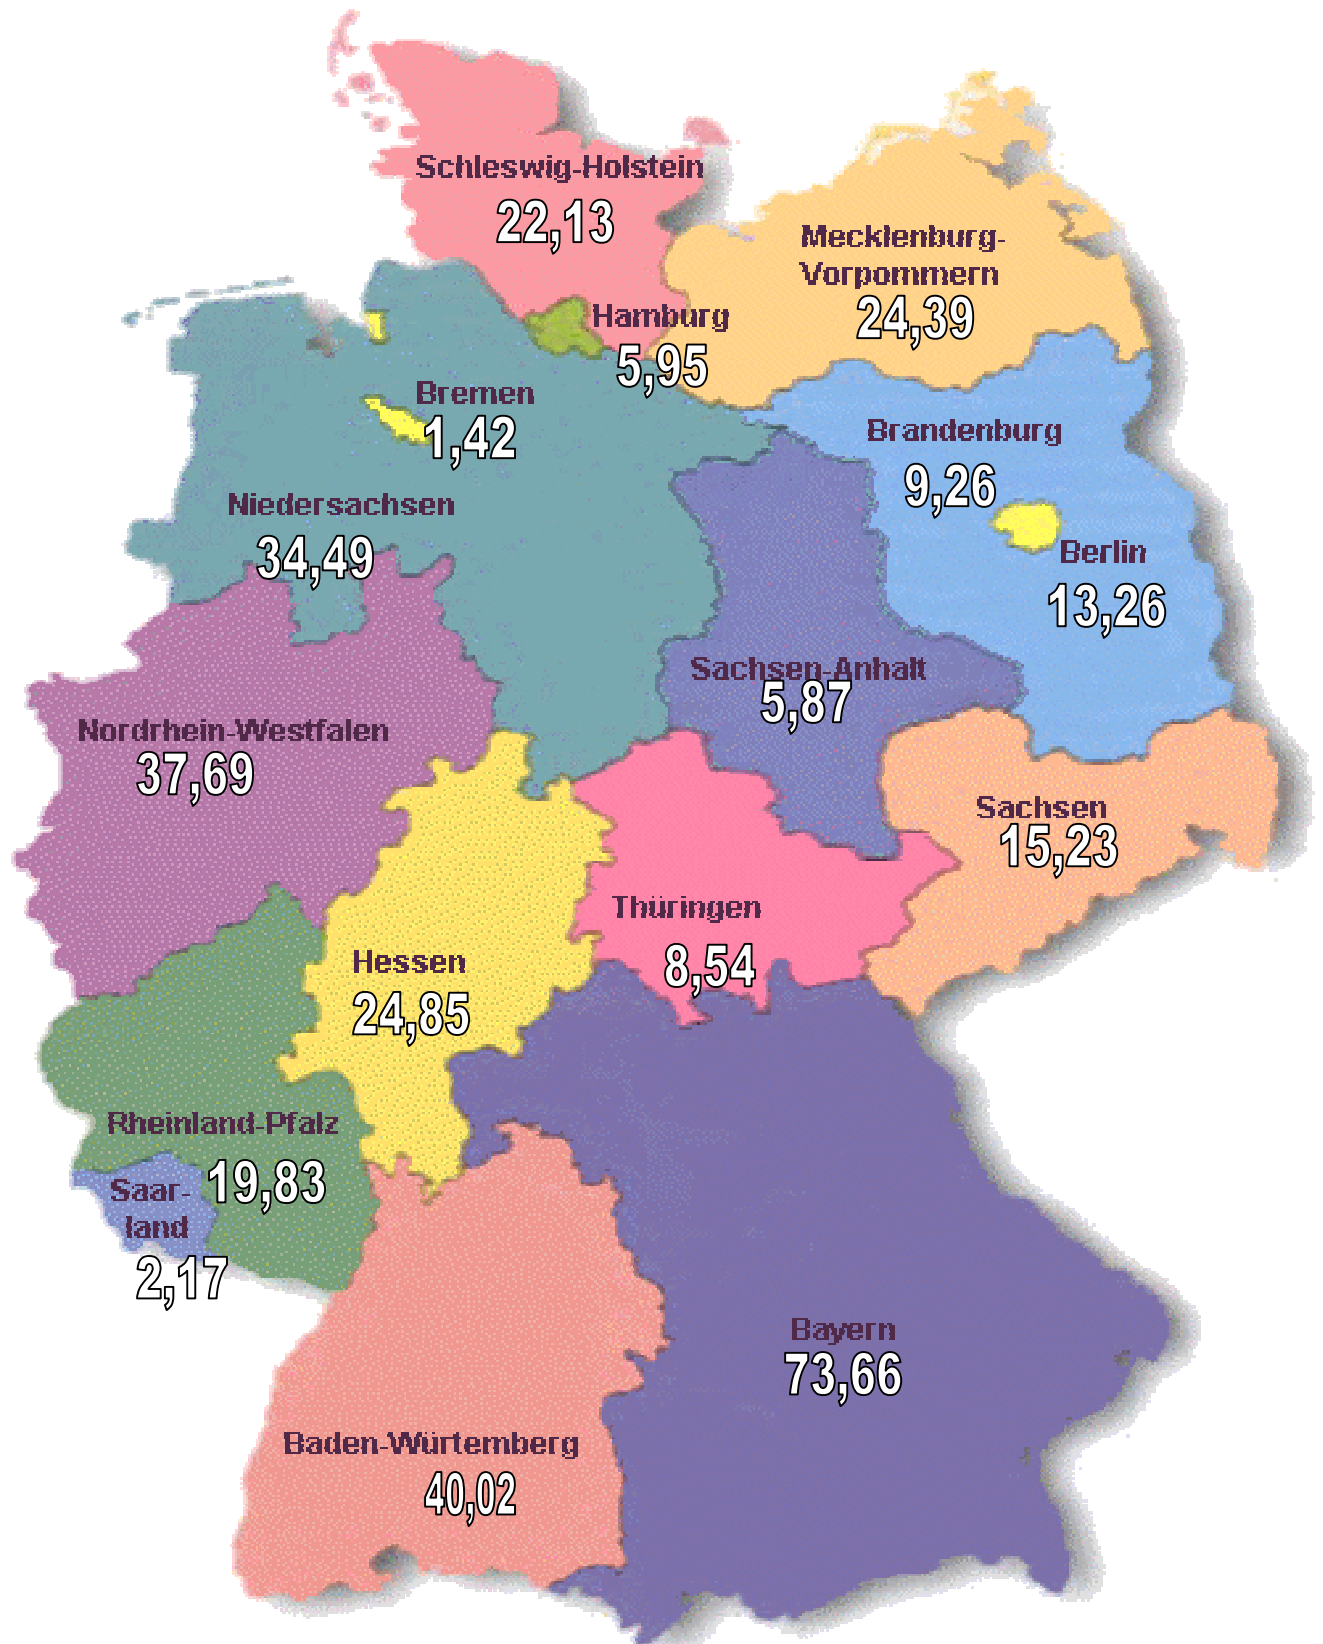 Schleswig-Holstein
22,13
Mecklenburg-
Vorpommern
24,39
Hamburg
5,95
Bremen
1,42
Brandenburg
9,26
Niedersachsen
34,49
Berlin
13,26
Sachsen-Anhalt
5,87
Nordrhein-Westfalen
37,69
Sachsen
15,23
Thüringen
8,54
Hessen
24,85
Rheinland-Pfalz
19,83
Saar-
land
2,17
Bayern
73,66
Baden-Würtemberg
40,02